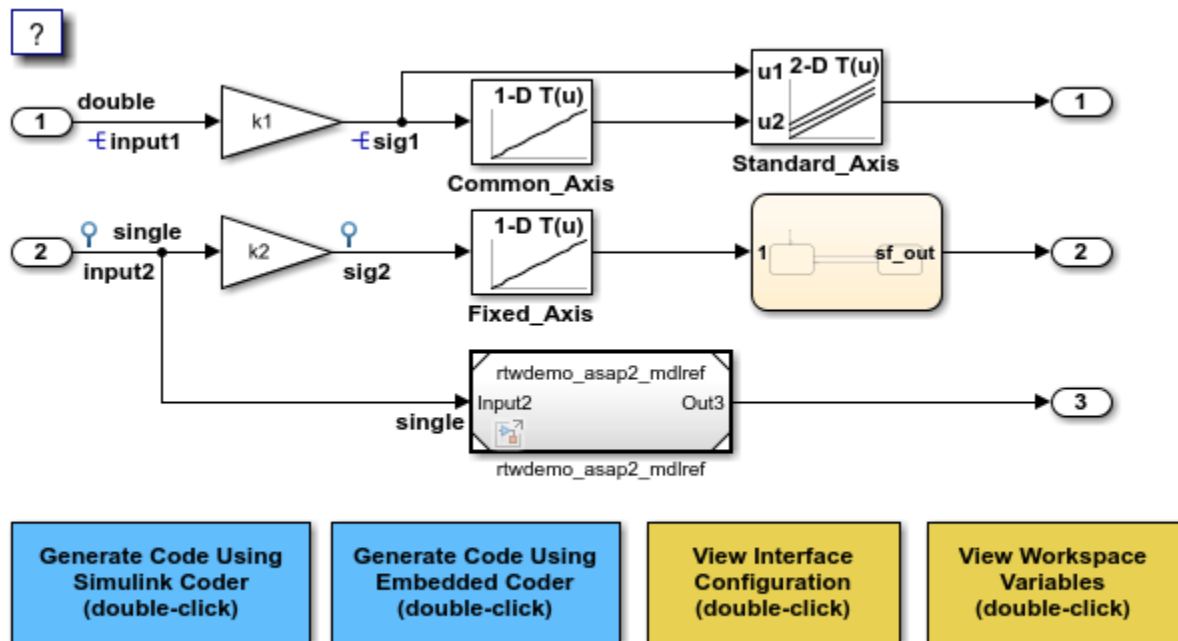 ?
1-D T(u)
2-D T(u)
u1
u2
double
1
k1
1
input1
sig1
Common_Axis
Standard_Axis
single
2
k2
1-D T(u)
1
sf_out
2
input2
sig2
Fixed_Axis
rtwdemo_asap2_mdlref
Input2
Out3
3
single
rtwdemo_asap2_mdlref
Generate Code Using
Simulink Coder
(double-click)
Generate Code Using
Embedded Coder
(double-click)
View Interface
Configuration
(double-click)
View Workspace
Variables
(double-click)